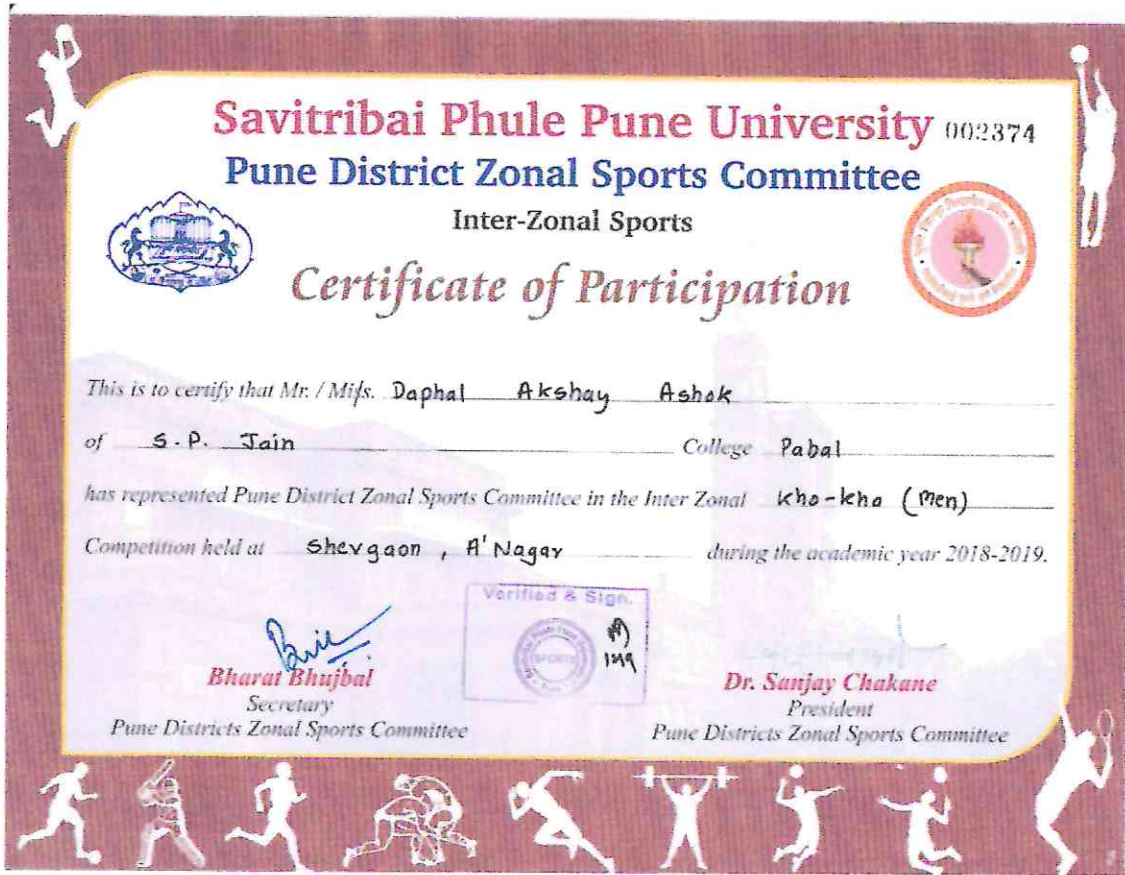 Savitribai Phule Pune University 002374
Pune District Zonal Sports Committee
Inter-Zonal Sports
Certificate of Participation
This is to certify that Mr. / Miss. Daphal Akshay Ashok
of S.P. Jain College Pabal
has represented Pune District Zonal Sports Committee in the Inter Zonal Kho-kho (Men)
Competition held at Shevgaon, A'Nagar during the academic year 2018-2019.
Verified & Sign.
SPORTS
Bharat Bhujbal
Secretary
Pune Districts Zonal Sports Committee
Dr. Sanjay Chakane
President
Pune Districts Zonal Sports Committee